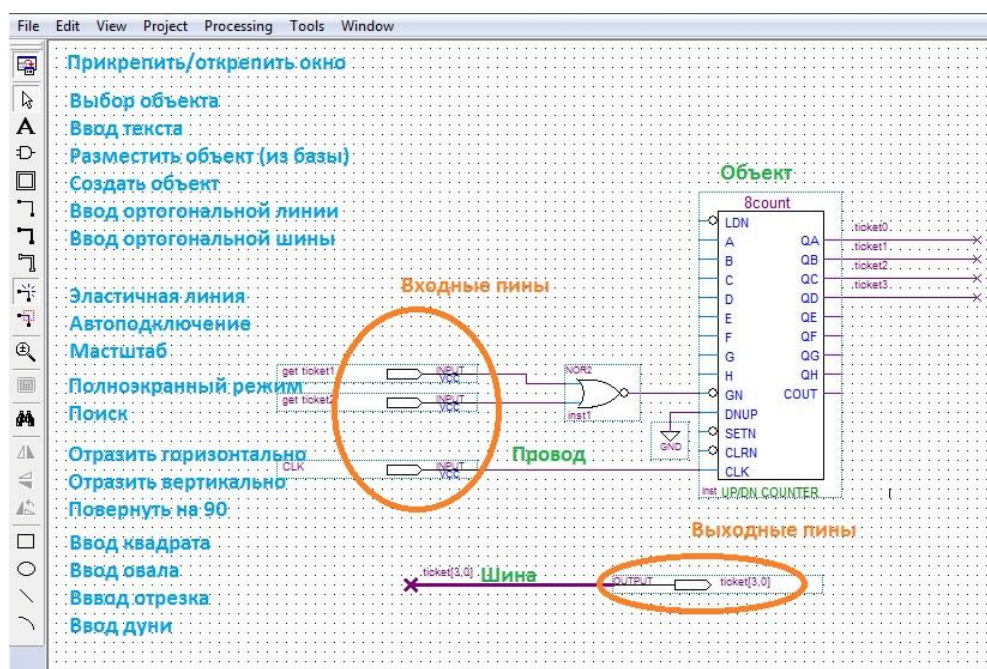 File Edit View Project Processing Tools Window
Прикрепить/открепить окно
Выбор объекта
Ввод текста
Разместить объект (из базы)
Создать объект
Ввод ортогональной линии
Ввод ортогональной шины
Эластичная линия
Автоподключение
Мастштаб
Полноэкранный режим
Поиск
Отразить горизонтально
Отразить вертикально
Повернуть на 90
Ввод квадрата
Ввод овала
Вввод отрезка
Ввод дуни
Входные пины
get ticket1
INPUT
VCC
get ticket2
INPUT
VCC
CLK
INPUT
VCC
NOR2
inst1
GND
Провод
Объект
8count
LDN
A QA
B QB
C QC
D QD
E QE
F QF
G QG
H QH
GN COUT
DNUP
SETN
CLRN
CLK
inst UP/DN COUNTER
ticket0
ticket1
ticket2
ticket3
Выходные пины
ticket[3,0]
Шина
OUTPUT
ticket[3,0]